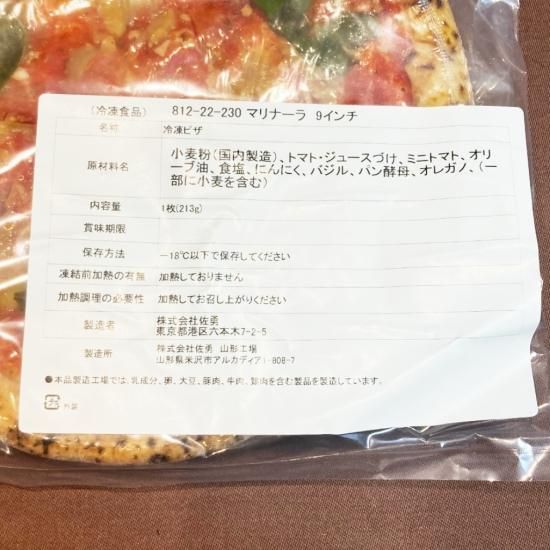 (冷凍食品) 812-22-230 マリナーラ 9インチ
名称 冷凍ピザ
原材料名 小麦粉(国内製造)、トマト・ジュースづけ、ミニトマト、オリ
ーブ油、食塩、にんにく、バジル、パン酵母、オレガノ、(一
部に小麦を含む)
内容量 1枚(213g)
賞味期限
保存方法 −18℃以下で保存してください
凍結前加熱の有無 加熱しておりません
加熱調理の必要性 加熱してお召し上がりください
製造者 株式会社佐勇
東京都港区六本木7-2-5
製造所 株式会社佐勇 山形工場
山形県米沢市アルカディア1-808-7
●本品製造工場では、乳成分、卵、大豆、豚肉、牛肉、鶏肉を含む製品を製造しています。
プラ 外装